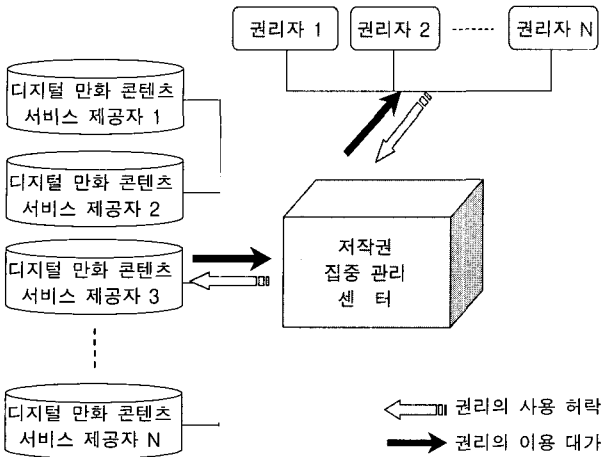 권리자 1
권리자 2
권리자 N
디지털 만화 콘텐츠
서비스 제공자 1
디지털 만화 콘텐츠
서비스 제공자 2
디지털 만화 콘텐츠
서비스 제공자 3
디지털 만화 콘텐츠
서비스 제공자 N
저작권
집중 관리
센 터
권리의 사용 허락
권리의 이용 대가